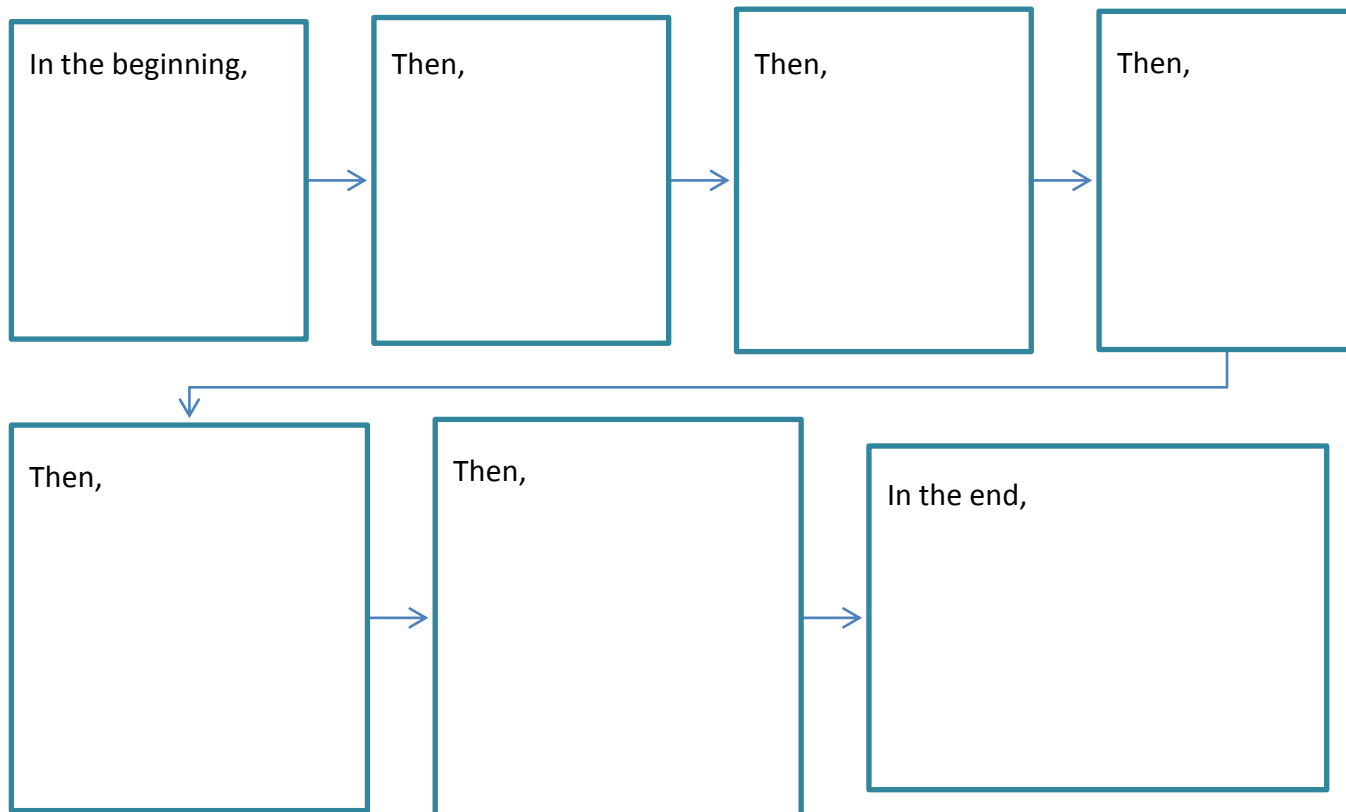 In the beginning,
Then,
Then,
Then,
Then,
Then,
In the end,